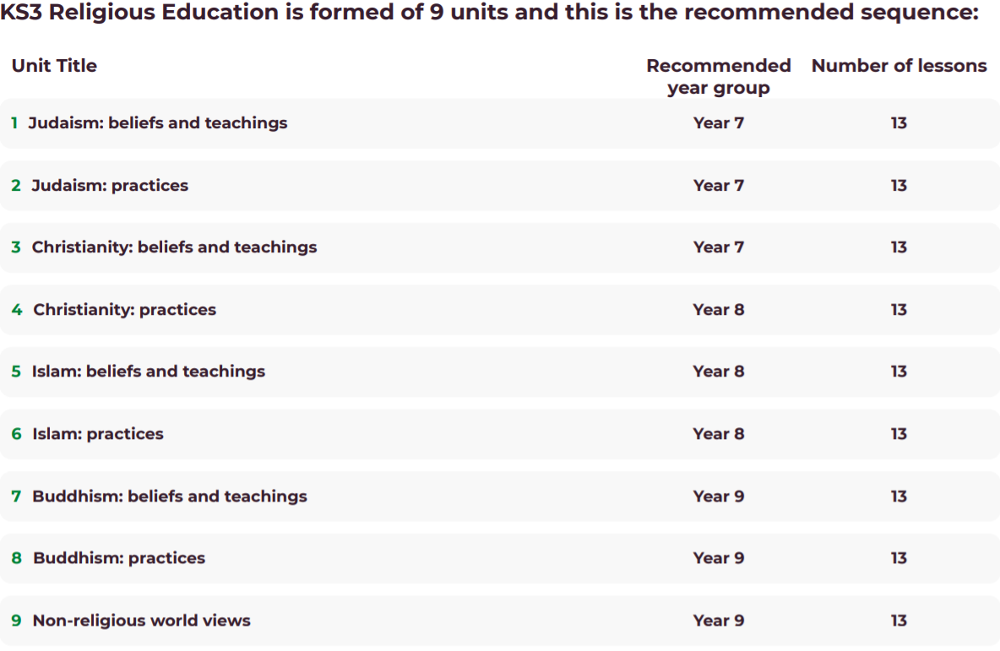 KS3 Religious Education is formed of 9 units and this is the recommended sequence:
Unit Title Recommended year group Number of lessons
1 Judaism: beliefs and teachings Year 7 13
2 Judaism: practices Year 7 13
3 Christianity: beliefs and teachings Year 7 13
4 Christianity: practices Year 8 13
5 Islam: beliefs and teachings Year 8 13
6 Islam: practices Year 8 13
7 Buddhism: beliefs and teachings Year 9 13
8 Buddhism: practices Year 9 13
9 Non-religious world views Year 9 13